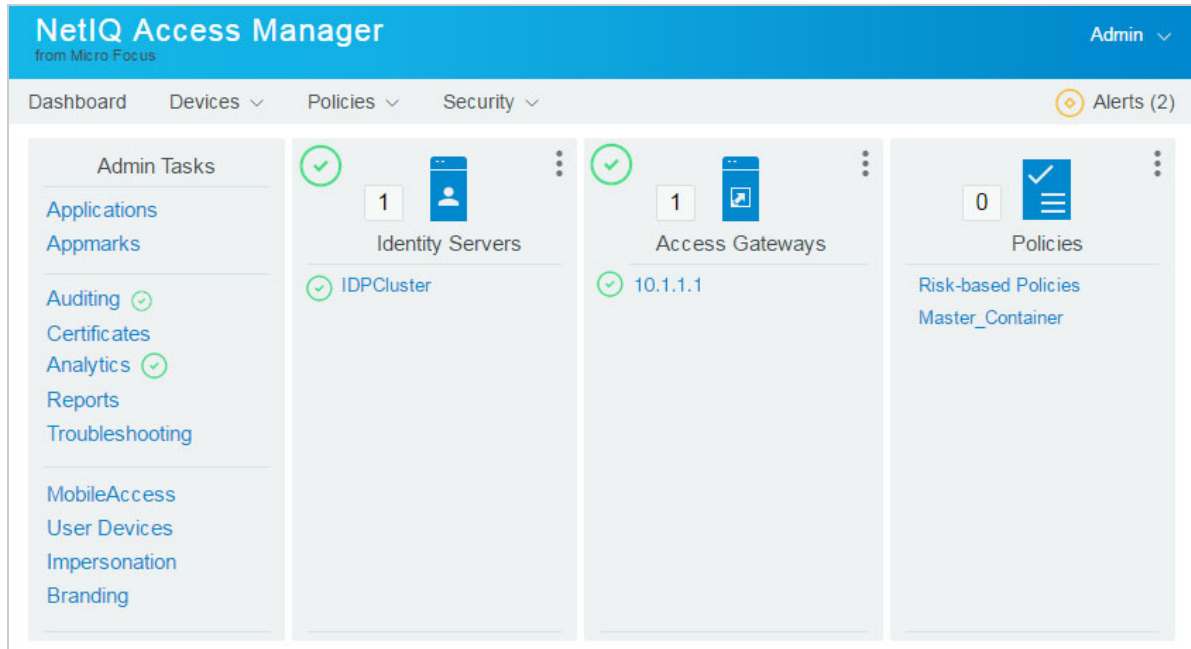 NetIQ Access Manager
from Micro Focus
Admin
Dashboard Devices Policies Security Alerts (2)
Admin Tasks
Applications
Appmarks
Auditing
Certificates
Analytics
Reports
Troubleshooting
MobileAccess
User Devices
Impersonation
Branding
1
Identity Servers
IDPCluster
1
Access Gateways
10.1.1.1
0
Policies
Risk-based Policies
Master_Container